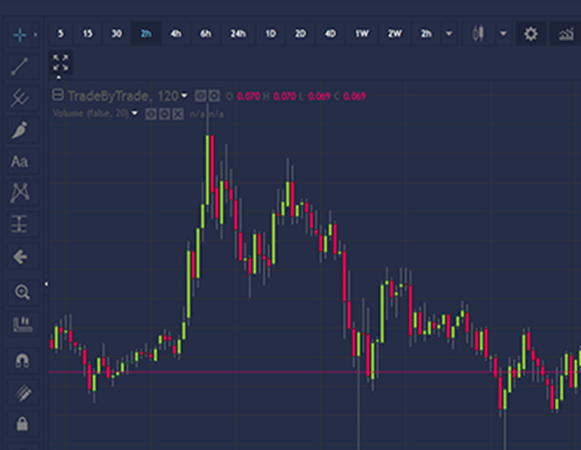 5 15 30 2h 4h 6h 24h 1D 2D 4D 1W 2W 2h
TradeByTrade, 120 O 0.070 H 0.070 L 0.069 C 0.069
Volume (false, 20) n/a n/a
Aa